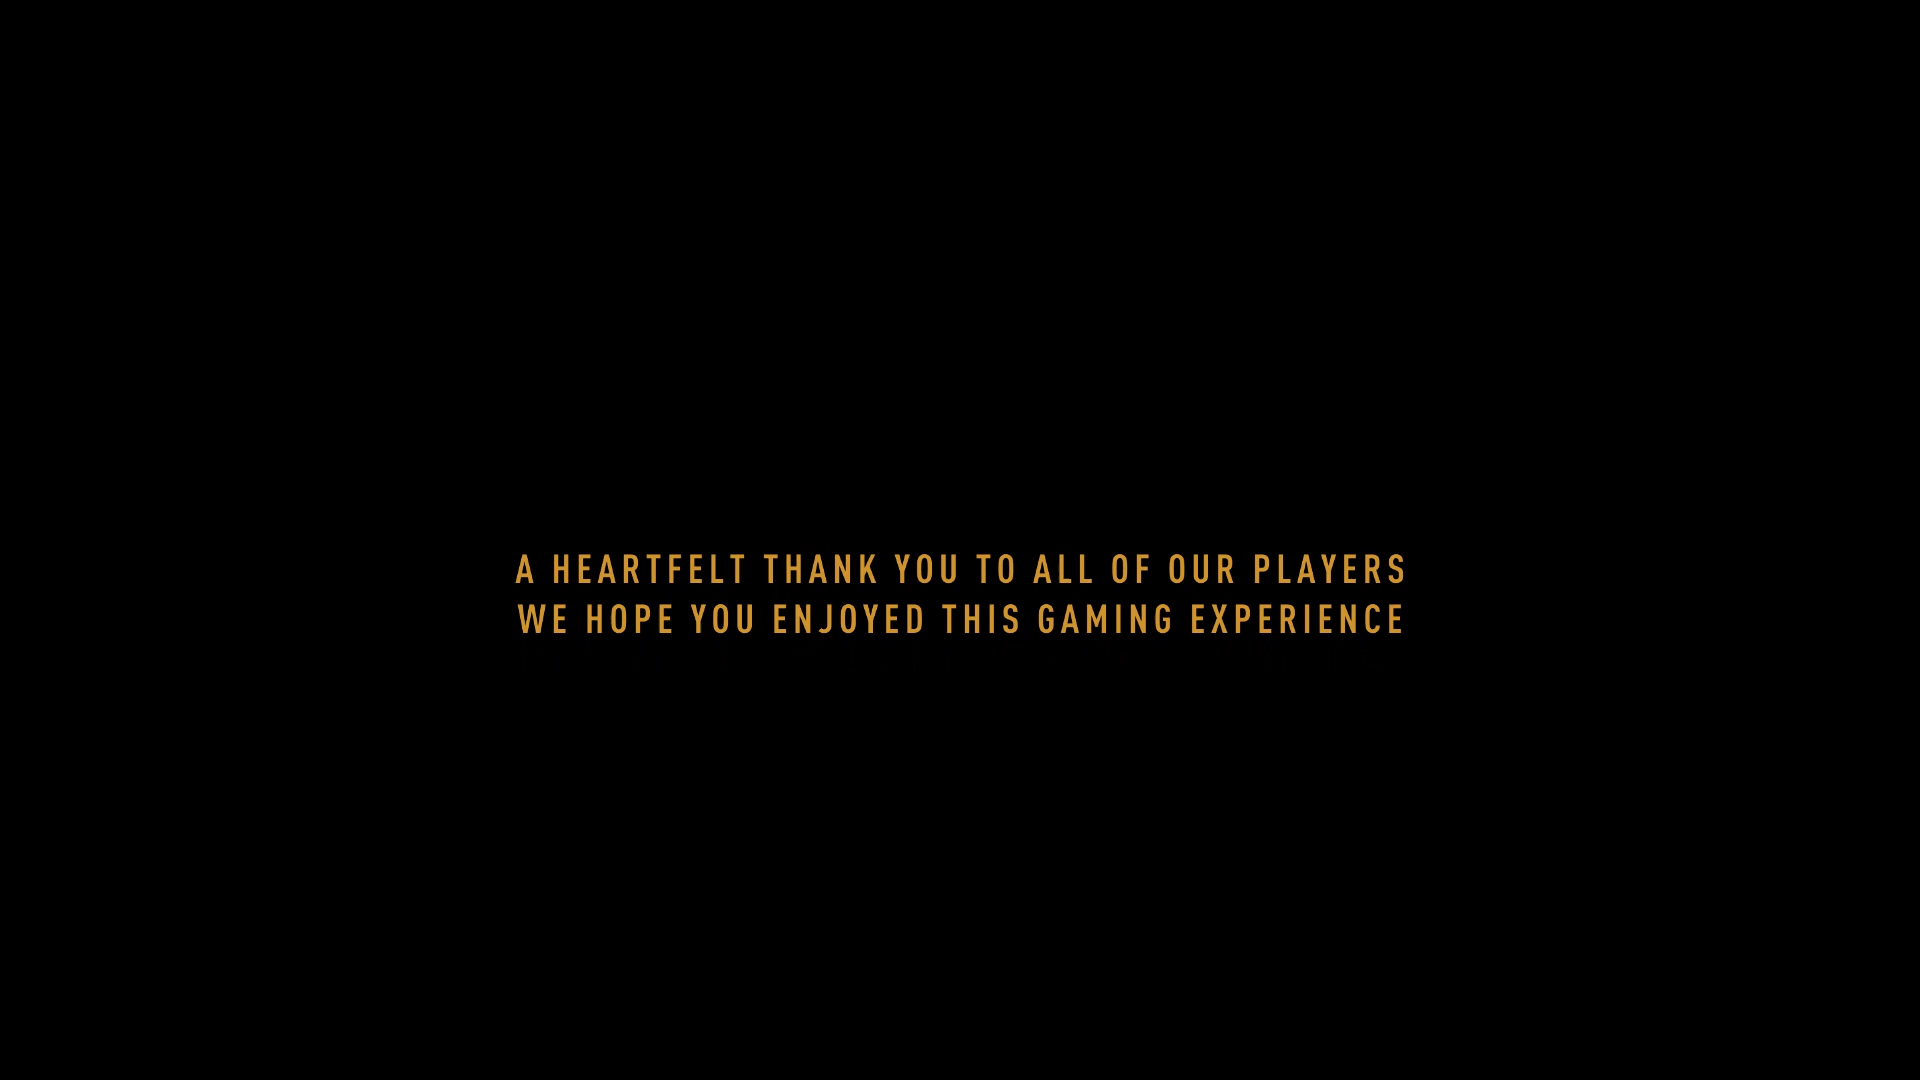 A HEARTFELT THANK YOU TO ALL OF OUR PLAYERS
WE HOPE YOU ENJOYED THIS GAMING EXPERIENCE